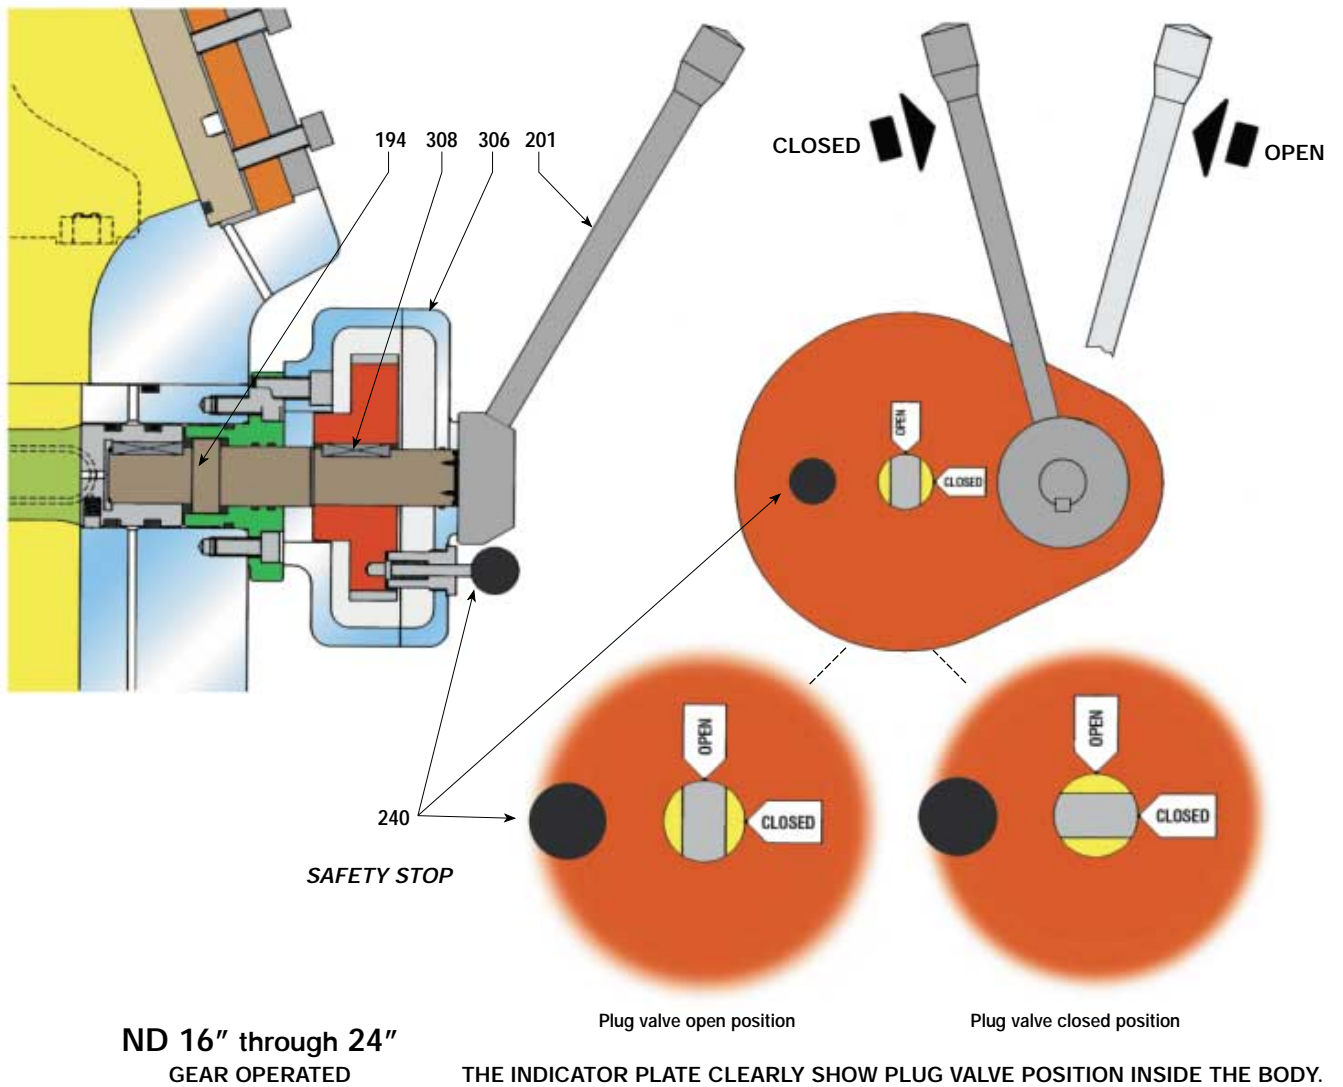 194 308 306 201
CLOSED
OPEN
OPEN
CLOSED
OPEN
CLOSED
OPEN
CLOSED
240
SAFETY STOP
Plug valve open position
Plug valve closed position
ND 16” through 24”
GEAR OPERATED
THE INDICATOR PLATE CLEARLY SHOW PLUG VALVE POSITION INSIDE THE BODY.